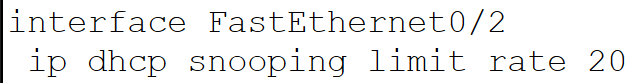 interface FastEthernet0/2
ip dhcp snooping limit rate 20